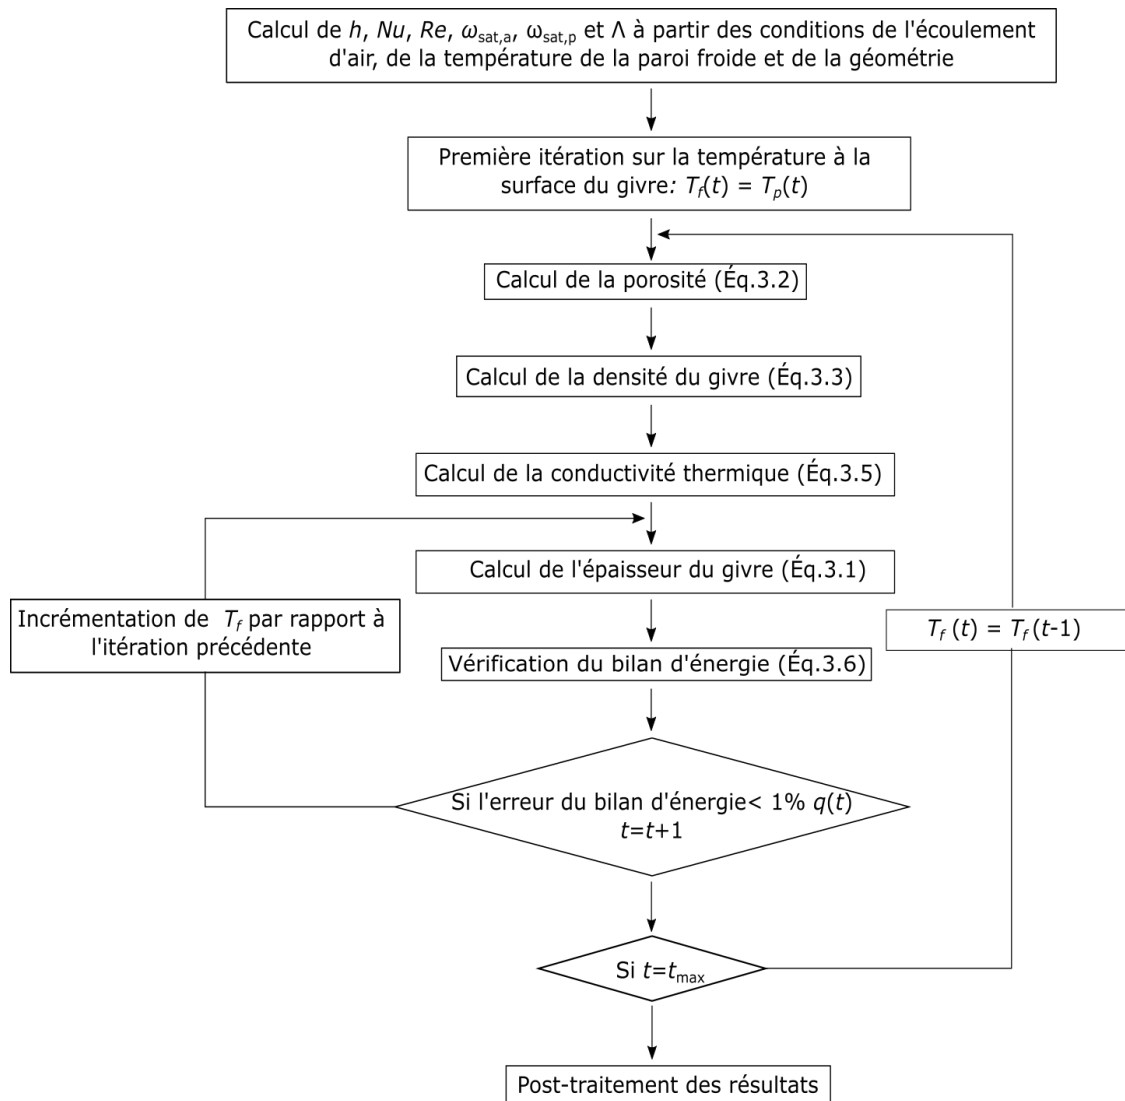 Calcul de h, Nu, Re, ωsat,a, ωsat,p et Λ à partir des conditions de l'écoulement
d'air, de la température de la paroi froide et de la géométrie
Première itération sur la température à la
surface du givre: Tf(t) = Tp(t)
Calcul de la porosité (Éq.3.2)
Calcul de la densité du givre (Éq.3.3)
Calcul de la conductivité thermique (Éq.3.5)
Calcul de l'épaisseur du givre (Éq.3.1)
Incrémentation de Tf par rapport à
l'itération précédente
Tf (t) = Tf (t-1)
Vérification du bilan d'énergie (Éq.3.6)
Si l'erreur du bilan d'énergie< 1% q(t)
t=t+1
Si t=tmax
Post-traitement des résultats